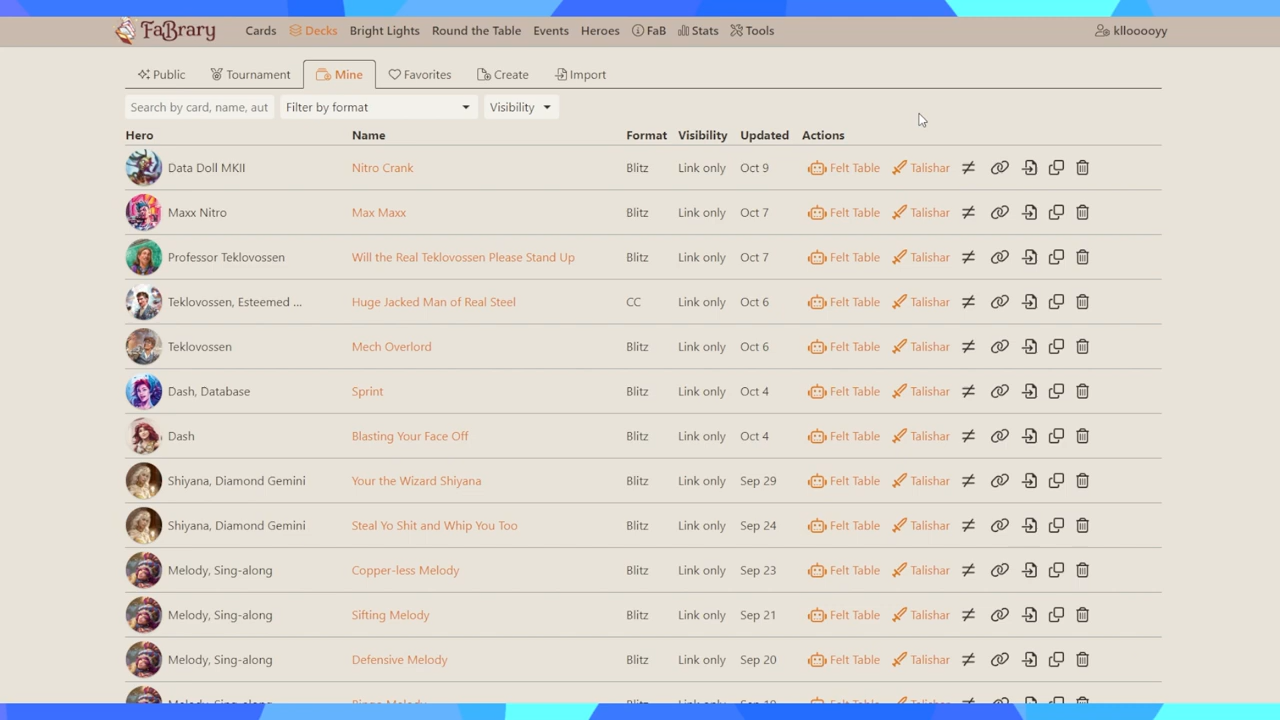 FaBrary Cards Decks Bright Lights Round the Table Events Heroes FaB Stats Tools kllooooyy
Public Tournament Mine Favorites Create Import
Search by card, name, aut Filter by format Visibility
Hero Name Format Visibility Updated Actions
Data Doll MKII Nitro Crank Blitz Link only Oct 9 Felt Table Talishar
Maxx Nitro Max Maxx Blitz Link only Oct 7 Felt Table Talishar
Professor Teklovossen Will the Real Teklovossen Please Stand Up Blitz Link only Oct 7 Felt Table Talishar
Teklovossen, Esteemed ... Huge Jacked Man of Real Steel CC Link only Oct 6 Felt Table Talishar
Teklovossen Mech Overlord Blitz Link only Oct 6 Felt Table Talishar
Dash, Database Sprint Blitz Link only Oct 4 Felt Table Talishar
Dash Blasting Your Face Off Blitz Link only Oct 4 Felt Table Talishar
Shiyana, Diamond Gemini Your the Wizard Shiyana Blitz Link only Sep 29 Felt Table Talishar
Shiyana, Diamond Gemini Steal Yo Shit and Whip You Too Blitz Link only Sep 24 Felt Table Talishar
Melody, Sing-along Copper-less Melody Blitz Link only Sep 23 Felt Table Talishar
Melody, Sing-along Sifting Melody Blitz Link only Sep 21 Felt Table Talishar
Melody, Sing-along Defensive Melody Blitz Link only Sep 20 Felt Table Talishar